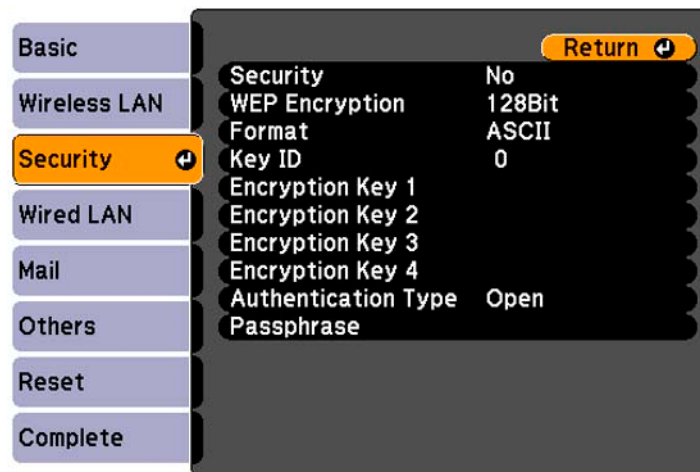 Basic
Wireless LAN
Security
Wired LAN
Mail
Others
Reset
Complete
Return
Security No
WEP Encryption 128Bit
Format ASCII
Key ID 0
Encryption Key 1
Encryption Key 2
Encryption Key 3
Encryption Key 4
Authentication Type Open
Passphrase